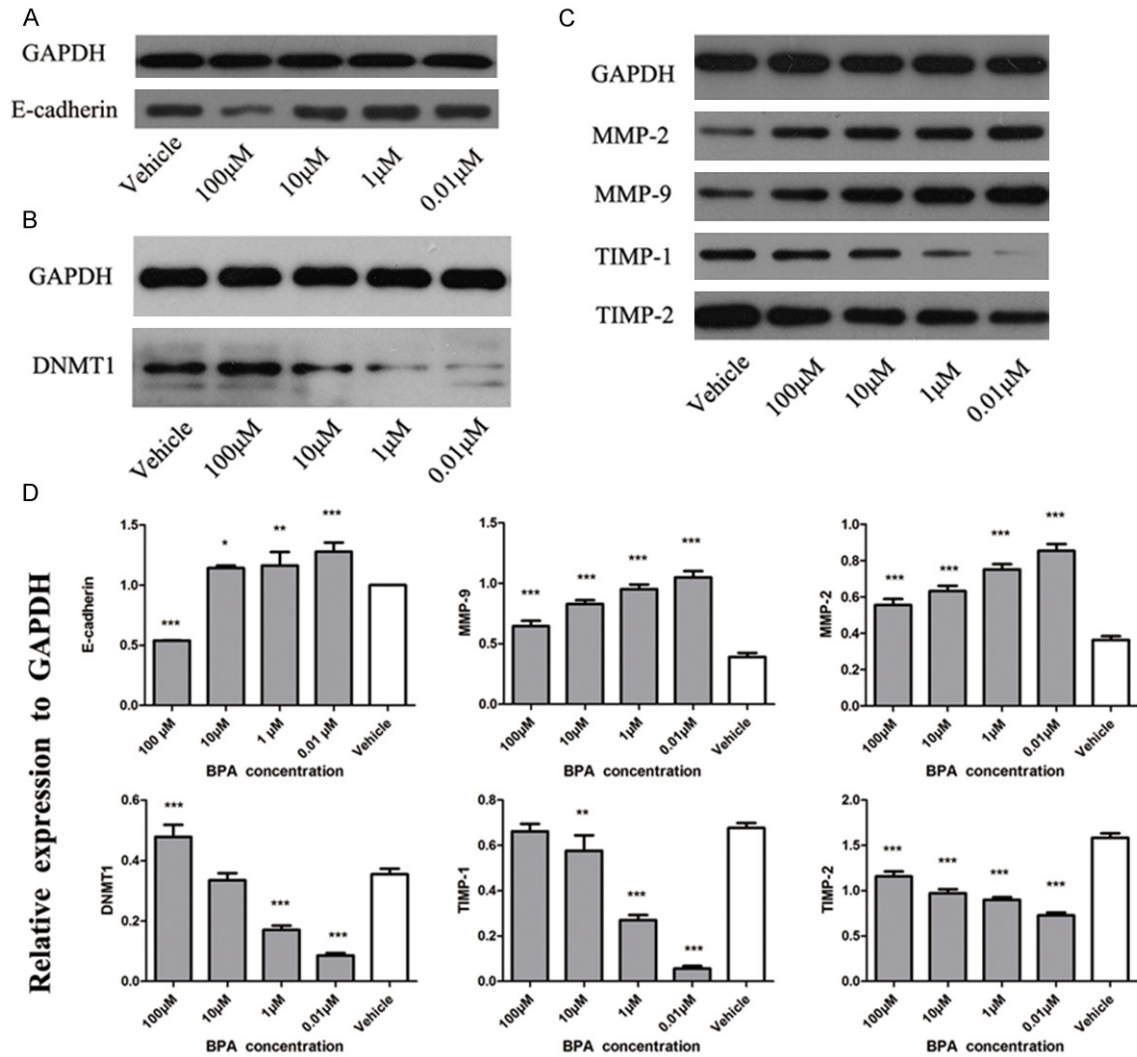 A
GAPDH
E-cadherin
Vehicle 100μM 10μM 1μM 0.01μM
B
GAPDH
DNMT1
Vehicle 100μM 10μM 1μM 0.01μM
C
GAPDH
MMP-2
MMP-9
TIMP-1
TIMP-2
Vehicle 100μM 10μM 1μM 0.01μM
D
Relative expression to GAPDH
E-cadherin
1.5
1.0
0.5
0.0
*** * ** ***
100 μM 10μM 1 μM 0.01 μM Vehicle
BPA concentration
MMP-9
1.5
1.0
0.5
0.0
*** *** *** ***
100μM 10μM 1μM 0.01μM Vehicle
BPA concentration
MMP-2
1.0
0.8
0.6
0.4
0.2
0.0
*** *** *** ***
100μM 10μM 1μM 0.01μM Vehicle
BPA concentration
DNMT1
0.6
0.4
0.2
0.0
*** *** ***
100μM 10μM 1μM 0.01μM Vehicle
BPA concentration
TIMP-1
0.8
0.6
0.4
0.2
0.0
** *** ***
100μM 10μM 1μM 0.01μM Vehicle
BPA concentration
TIMP-2
2.0
1.5
1.0
0.5
0.0
*** *** *** ***
100μM 10μM 1μM 0.01μM Vehicle
BPA concentration